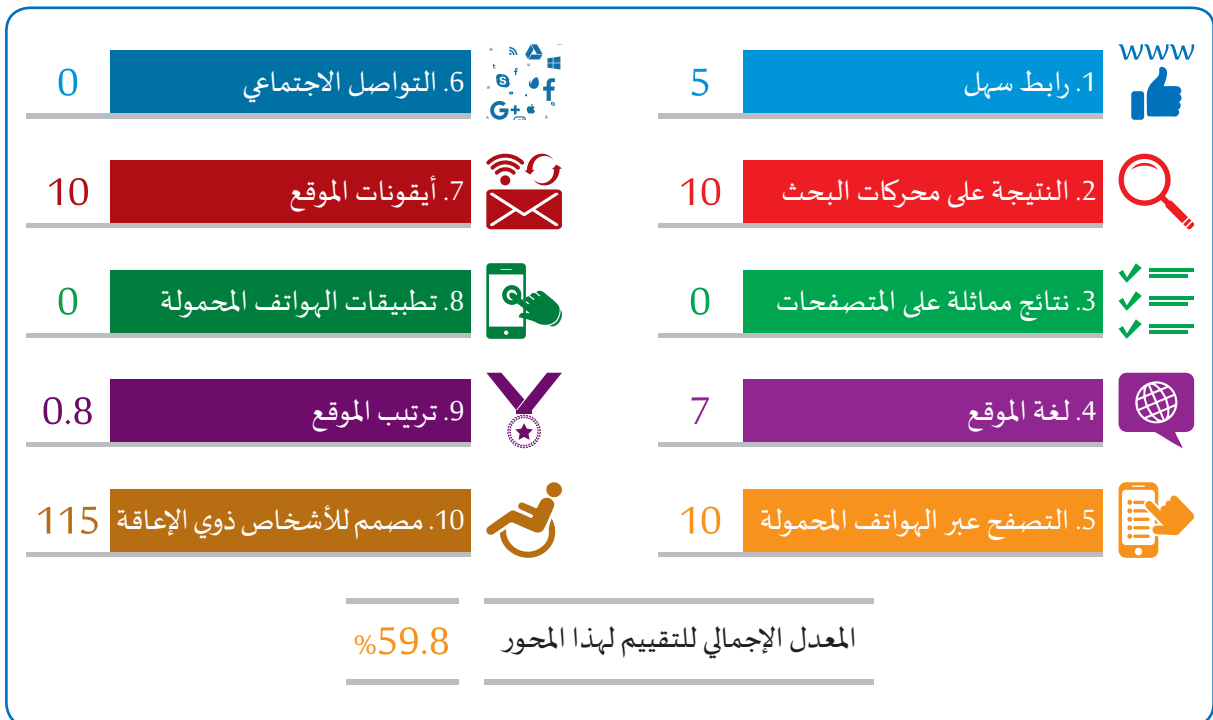 www
1. رابط سهل
5
2. النتيجة على محركات البحث
10
3. نتائج مماثلة على المتصفحات
0
4. لغة الموقع
7
5. التصفح عبر الهواتف المحمولة
10
6. التواصل الاجتماعي
0
7. أيقونات الموقع
10
8. تطبيقات الهواتف المحمولة
0
9. ترتيب الموقع
0.8
10. مصمم للأشخاص ذوي الإعاقة
115
المعدل الإجمالي للتقييم لهذا المحور
%59.8